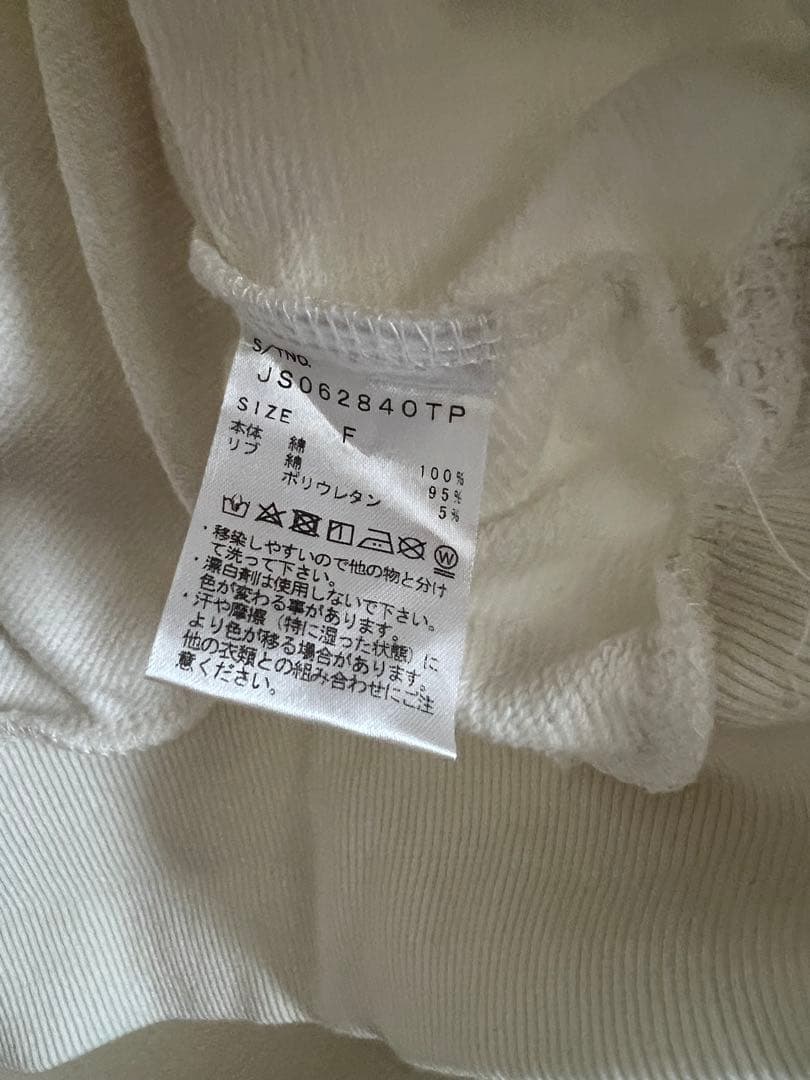 S/TNO.
JS062840TP
SIZE F
本体 綿 100%
リブ 綿 95%
ポリウレタン 5%
W
・移染しやすいので他の物と分け
て洗って下さい。
・漂白剤は使用しないで下さい。
色が変わる事があります。
・汗や摩擦（特に湿った状態）に
より色が移る場合があります。
他の衣類との組み合わせにご注
意ください。